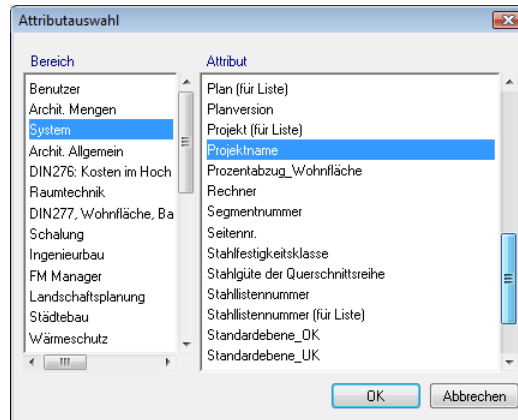 Attributauswahl
Bereich
Benutzer
Archit. Mengen
System
Archit. Allgemein
DIN276: Kosten im Hoch
Raumtechnik
DIN277, Wohnfläche, Ba
Schalung
Ingenieurbau
FM Manager
Landschaftsplanung
Städtebau
Wärmeschutz
Attribut
Plan (für Liste)
Planversion
Projekt (für Liste)
Projektname
Prozentabzug_Wohnfläche
Rechner
Segmentnummer
Seitennr.
Stahlfestigkeitsklasse
Stahlgüte der Querschnittsreihe
Stahllistennummer
Stahllistennummer (für Liste)
Standardebene_OK
Standardebene_UK
OK
Abbrechen